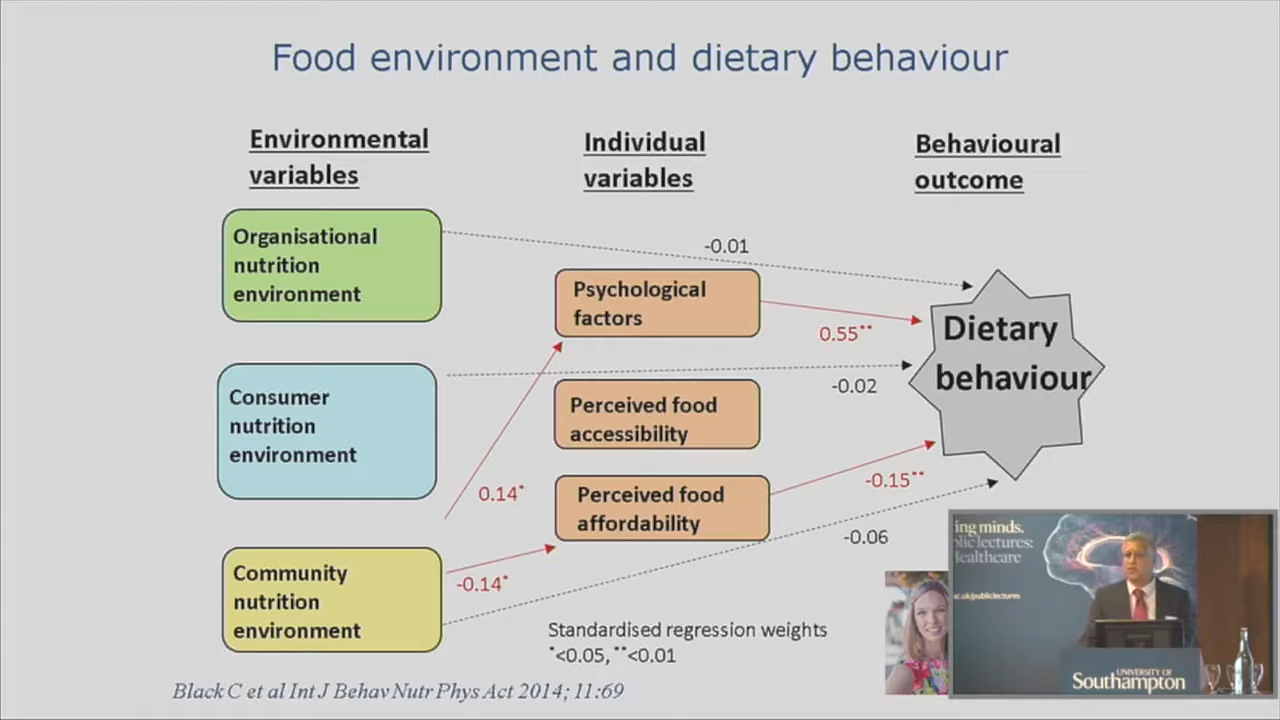 Food environment and dietary behaviour
Environmental
variables
Individual
variables
Behavioural
outcome
Organisational
nutrition
environment
-0.01
Psychological
factors
0.55**
Dietary
behaviour
Consumer
nutrition
environment
-0.02
Perceived food
accessibility
0.14*
Perceived food
affordability
-0.15**
-0.06
Community
nutrition
environment
-0.14*
Standardised regression weights
*<0.05, **<0.01
Black C et al Int J Behav Nutr Phys Act 2014; 11:69
ing minds.
lic lectures:
Healthcare
ac.uk/publiclectures
UNIVERSITY OF
Southampton